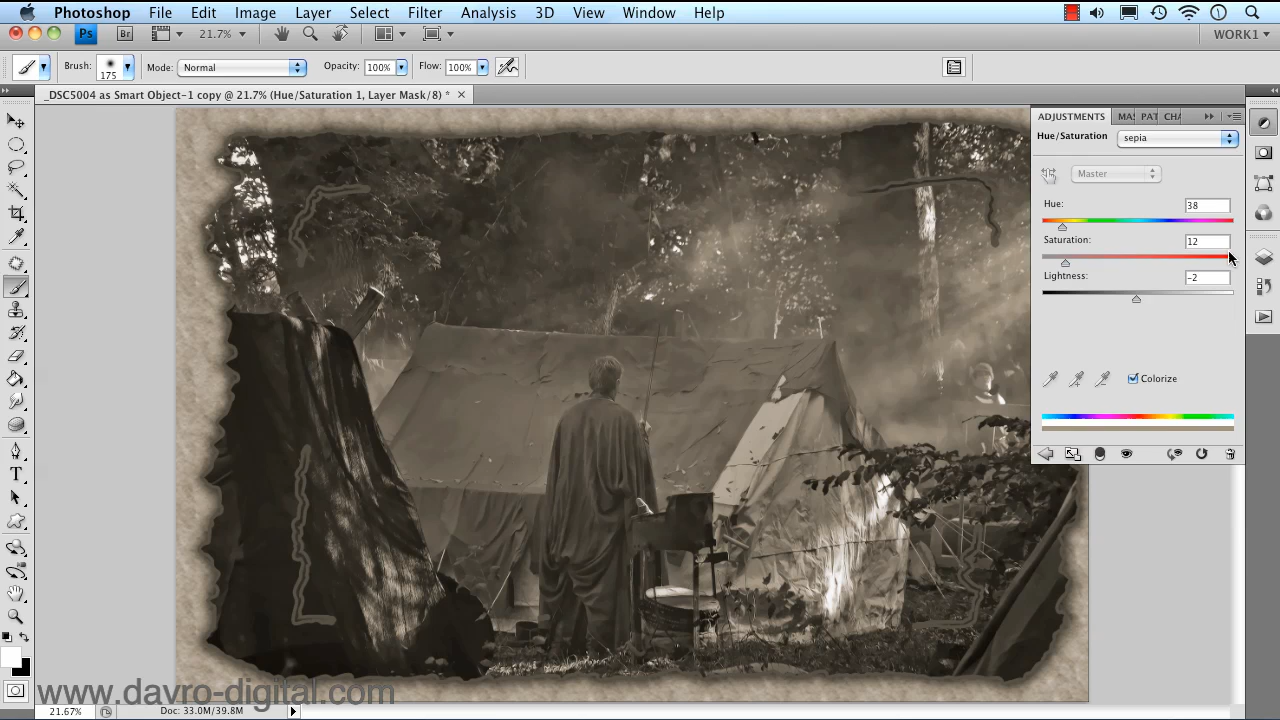 Photoshop File Edit Image Layer Select Filter Analysis 3D View Window Help
Ps Br 21.7% WORK1
Brush: 175 Mode: Normal Opacity: 100% Flow: 100%
_DSC5004 as Smart Object-1 copy @ 21.7% (Hue/Saturation 1, Layer Mask/8) *
ADJUSTMENTS MAS PAT CHA
Hue/Saturation sepia
Master
Hue: 38
Saturation: 12
Lightness: -2
Colorize
T
www.davro-digital.com
21.67% Doc: 33.0M/39.8M